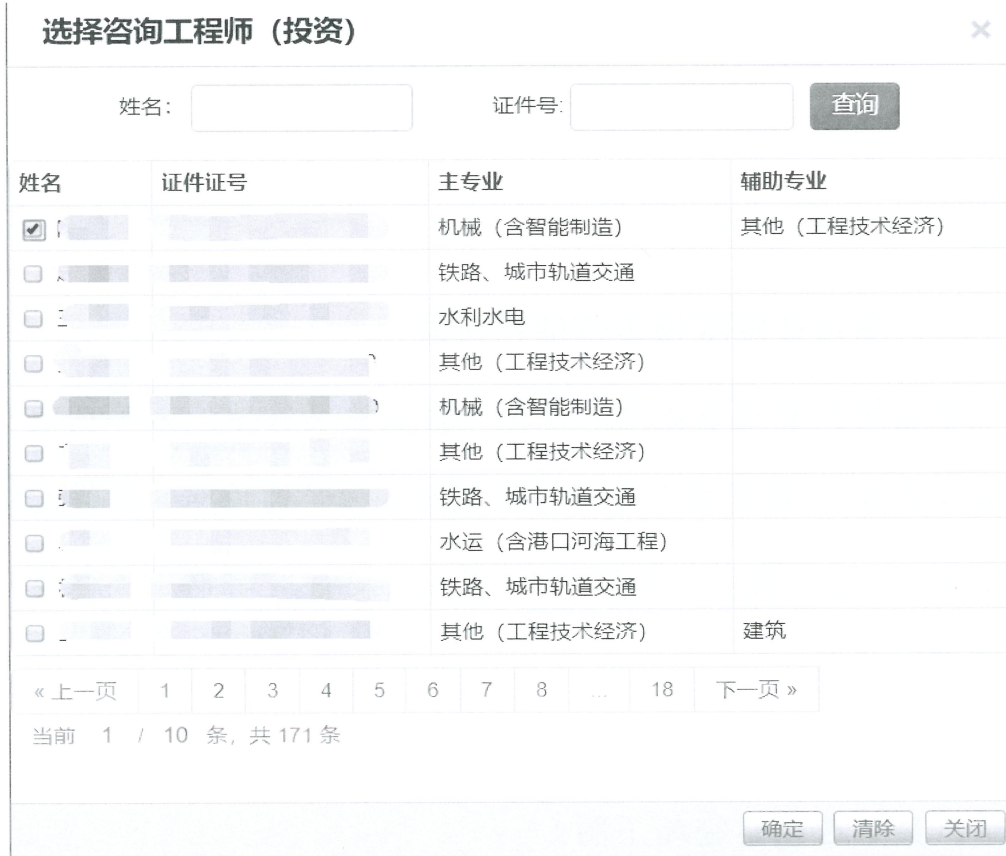 选择咨询工程师（投资） ×
姓名： 证件号: 查询
姓名 证件证号 主专业 辅助专业
机械（含智能制造） 其他（工程技术经济）
铁路、城市轨道交通
水利水电
其他（工程技术经济）
机械（含智能制造）
其他（工程技术经济）
铁路、城市轨道交通
水运（含港口河海工程）
铁路、城市轨道交通
其他（工程技术经济） 建筑
« 上一页 1 2 3 4 5 6 7 8 ... 18 下一页 »
当前 1 / 10 条, 共 171 条
确定 清除 关闭